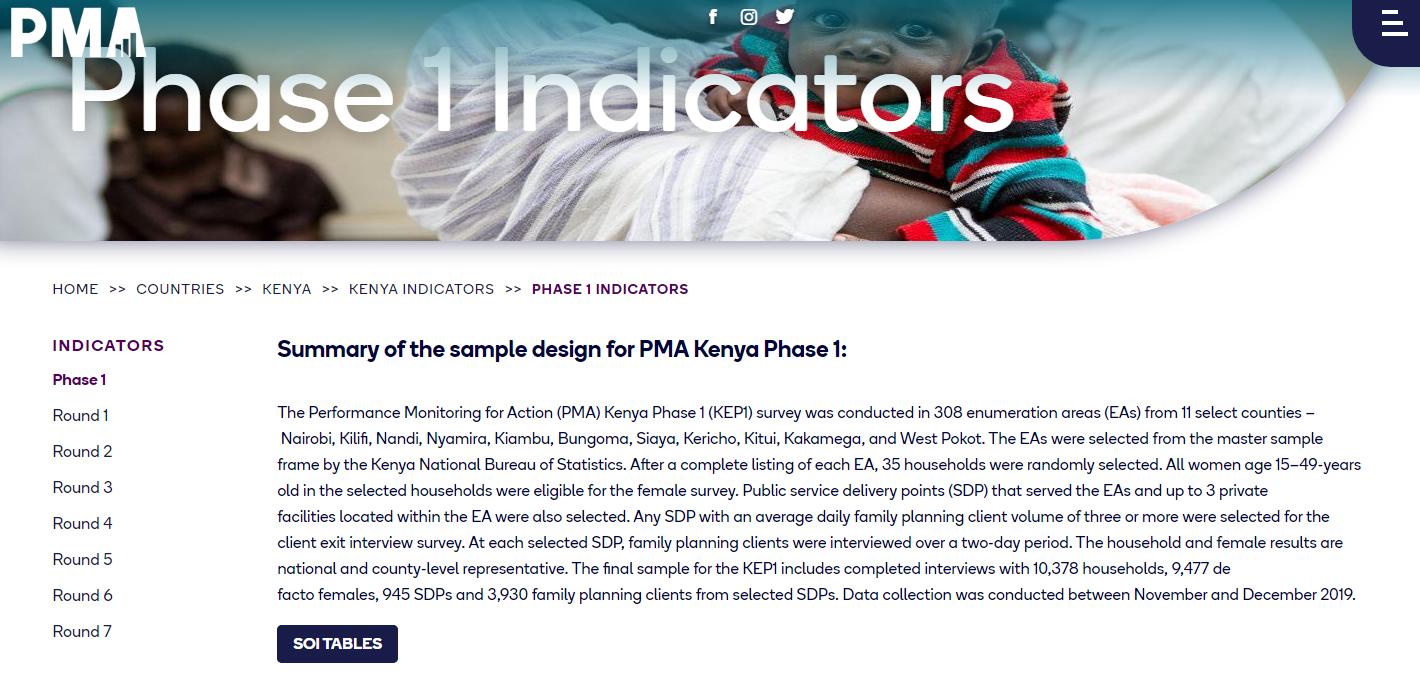 PMA
Phase 1 Indicators
HOME >> COUNTRIES >> KENYA >> KENYA INDICATORS >> PHASE 1 INDICATORS
INDICATORS
Phase 1
Round 1
Round 2
Round 3
Round 4
Round 5
Round 6
Round 7
Summary of the sample design for PMA Kenya Phase 1:
The Performance Monitoring for Action (PMA) Kenya Phase 1 (KEP1) survey was conducted in 308 enumeration areas (EAs) from 11 select counties –
Nairobi, Kilifi, Nandi, Nyamira, Kiambu, Bungoma, Siaya, Kericho, Kitui, Kakamega, and West Pokot. The EAs were selected from the master sample
frame by the Kenya National Bureau of Statistics. After a complete listing of each EA, 35 households were randomly selected. All women age 15–49-years
old in the selected households were eligible for the female survey. Public service delivery points (SDP) that served the EAs and up to 3 private
facilities located within the EA were also selected. Any SDP with an average daily family planning client volume of three or more were selected for the
client exit interview survey. At each selected SDP, family planning clients were interviewed over a two-day period. The household and female results are
national and county-level representative. The final sample for the KEP1 includes completed interviews with 10,378 households, 9,477 de
facto females, 945 SDPs and 3,930 family planning clients from selected SDPs. Data collection was conducted between November and December 2019.
SOI TABLES